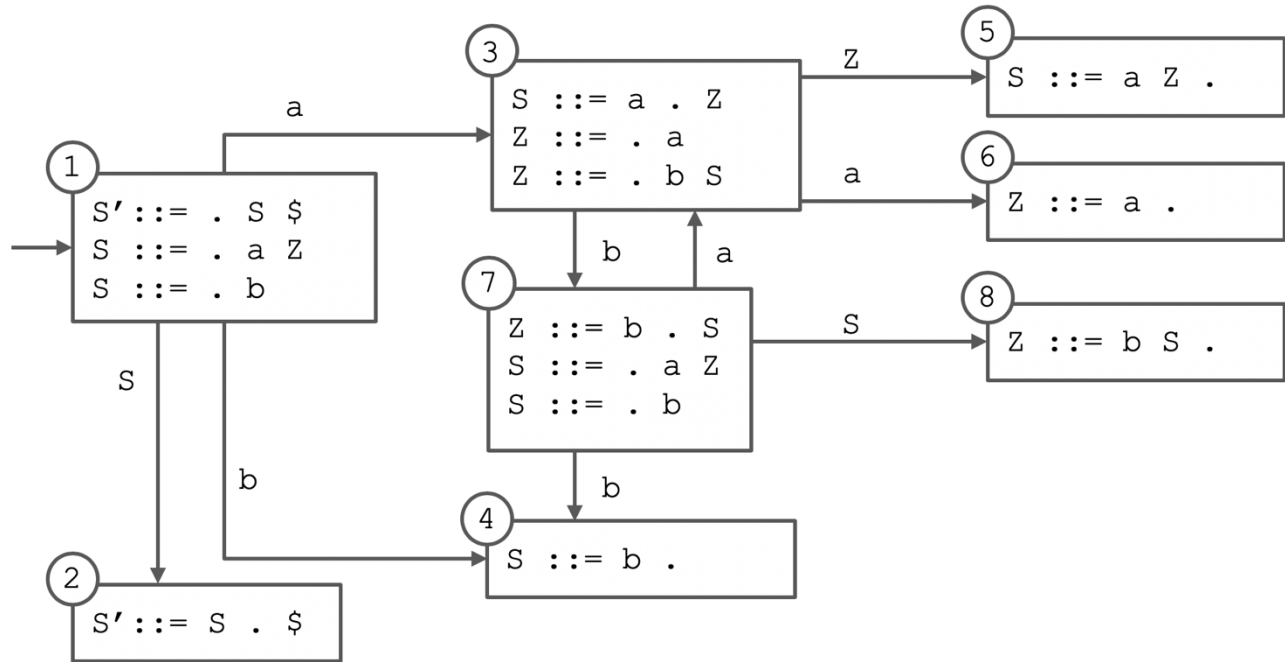 1
S’::= . S $
S ::= . a Z
S ::= . b
a
S
b
2
S’::= S . $
3
S ::= a . Z
Z ::= . a
Z ::= . b S
Z
a
b
a
5
S ::= a Z .
6
Z ::= a .
7
Z ::= b . S
S ::= . a Z
S ::= . b
S
b
8
Z ::= b S .
4
S ::= b .